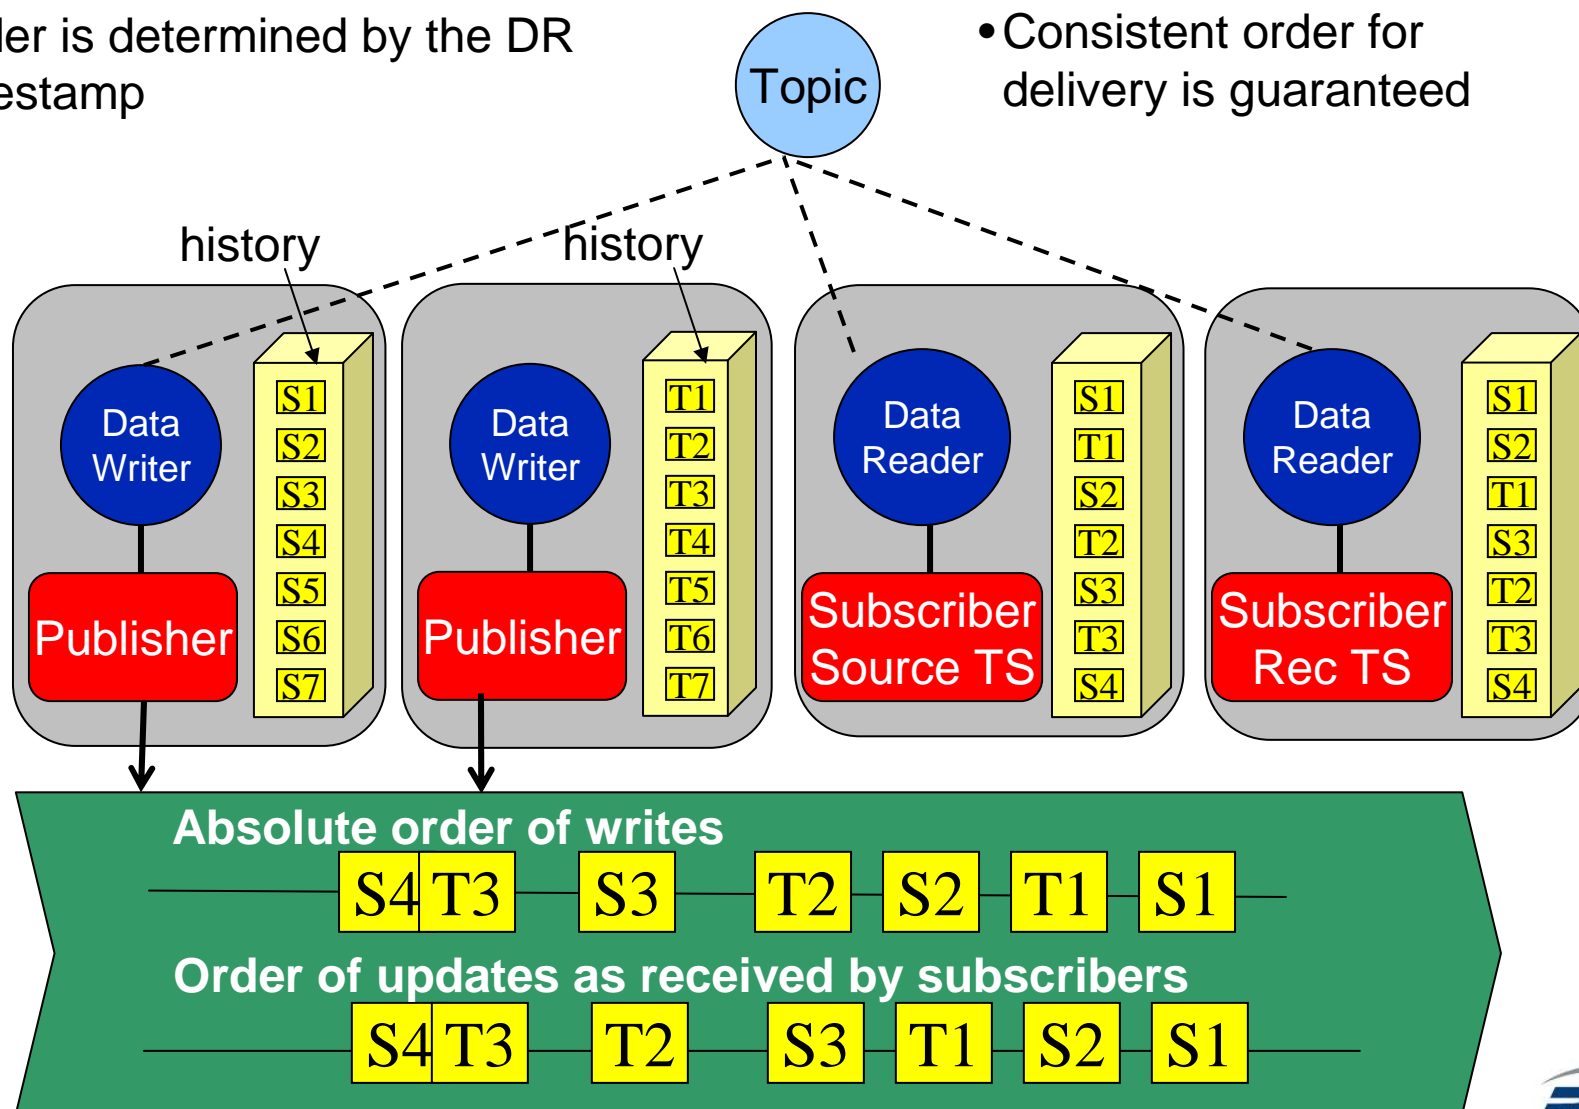 der is determined by the DR
estamp
•Consistent order for
delivery is guaranteed
Topic
history
history
Data
Writer
Publisher
S1
S2
S3
S4
S5
S6
S7
Data
Writer
Publisher
T1
T2
T3
T4
T5
T6
T7
Data
Reader
Subscriber
Source TS
S1
T1
S2
T2
S3
T3
S4
Data
Reader
Subscriber
Rec TS
S1
S2
T1
S3
T2
T3
S4
Absolute order of writes
S4 T3 S3 T2 S2 T1 S1
Order of updates as received by subscribers
S4 T3 T2 S3 T1 S2 S1